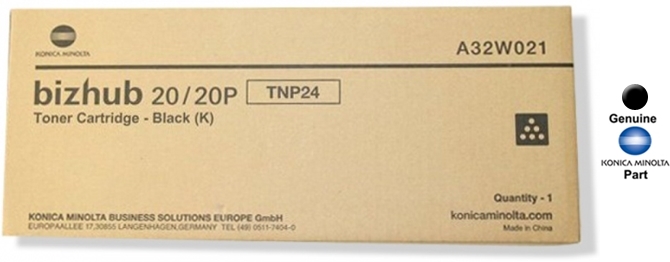 KONICA MINOLTA
A32W021
bizhub 20/20P TNP24
Toner Cartridge - Black (K)
Quantity - 1
KONICA MINOLTA BUSINESS SOLUTIONS EUROPE GmbH
konicaminolta.com
EUROPAALLEE 17,30855 LANGENHAGEN,GERMANY TEL (49) 0511-7404-0
Made in China
Genuine
KONICA MINOLTA
Part